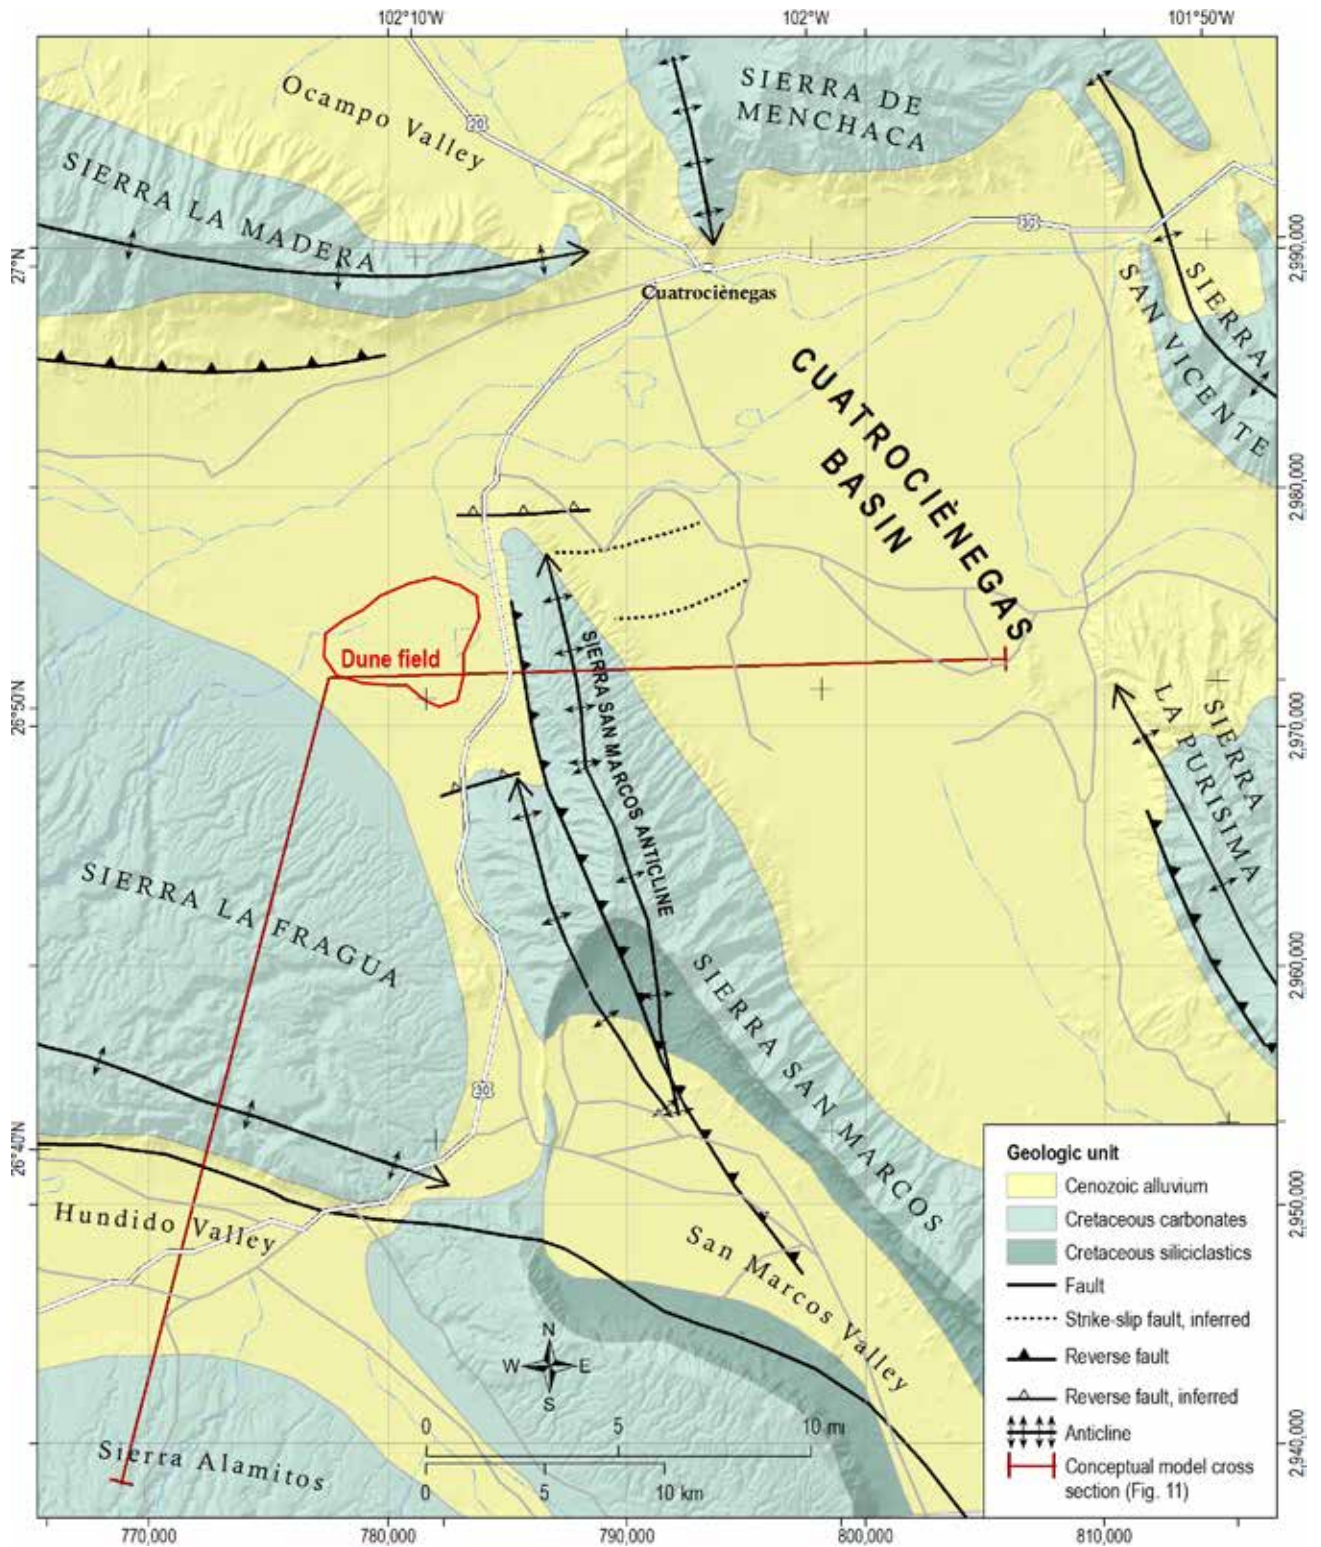 102°10'W
102°W
101°50'W
Ocampo Valley
20
SIERRA DE
MENCHACA
SIERRA LA MADERA
30
27°N
2,990,000
Cuatrociènegas
SIERRA
SAN VICENTE
CUATROCIÈNEGAS
BASIN
2,980,000
Dune field
SIERRA SAN MARCOS ANTICLINE
26°50'N
2,970,000
SIERRA
LA PURISIMA
SIERRA LA FRAGUA
2,960,000
SIERRA SAN MARCOS
30
26°40'N
Hundido Valley
San Marcos Valley
2,950,000
Geologic unit
Cenozoic alluvium
Cretaceous carbonates
Cretaceous siliciclastics
Fault
Strike-slip fault, inferred
Reverse fault
Reverse fault, inferred
Anticline
Conceptual model cross
section (Fig. 11)
N
W E
S
0 5 10 mi
0 5 10 km
Sierra Alamitos
2,940,000
770,000
780,000
790,000
800,000
810,000